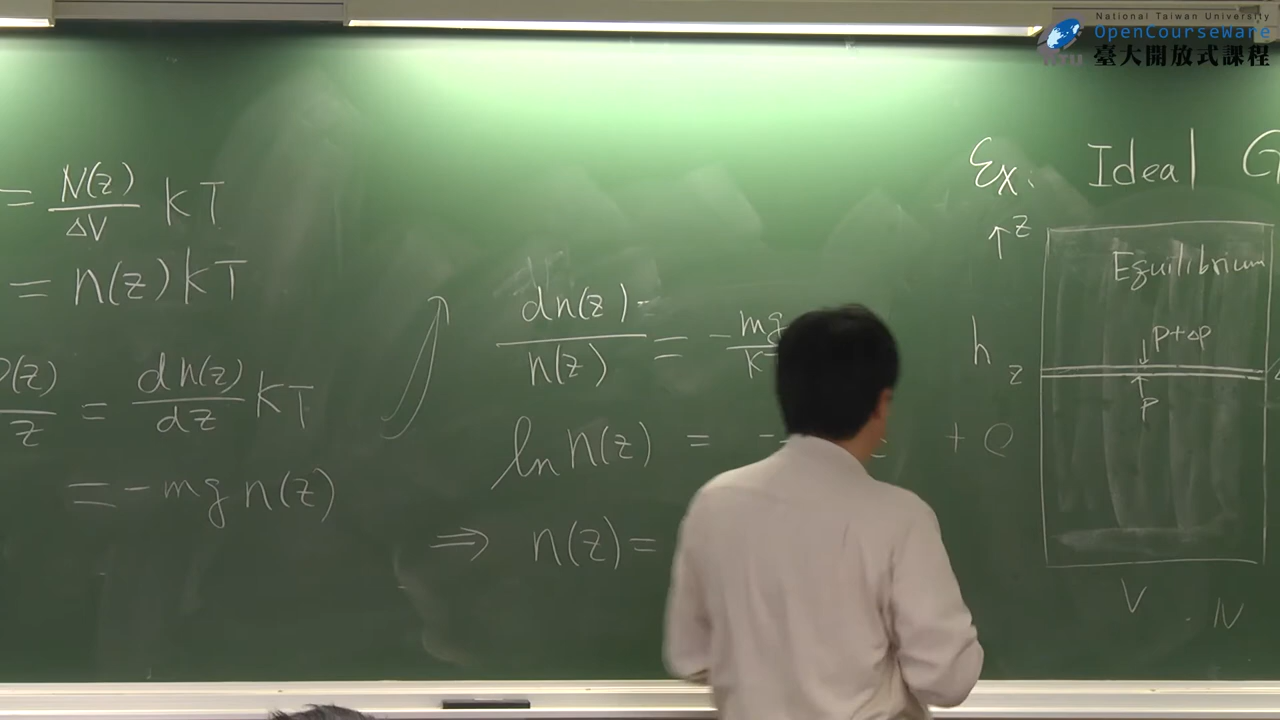 National Taiwan University
OpenCourseWare
臺大開放式課程
= N(z)/ΔV kT
= n(z)kT
P(z)/z = dn(z)/dz kT
= -mg n(z)
dn(z)/n(z) = - mg/K
ln n(z) = - + C
⇒ n(z)=
Ex: Ideal G
↑ z
Equilibrium
h
z
P+ΔP
↓
↑
P
V N